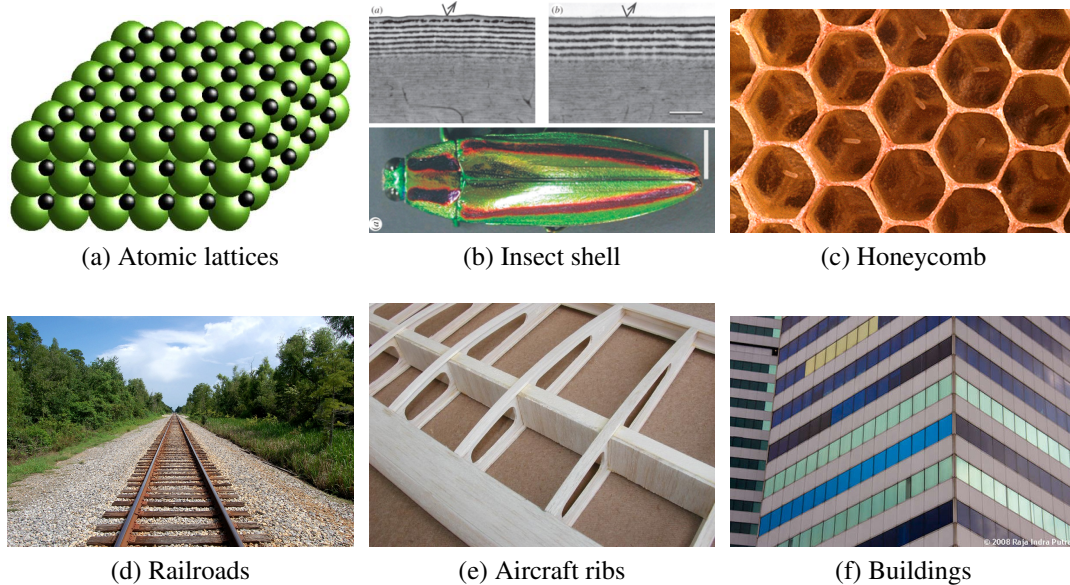 (a) (b)
(a) Atomic lattices
(b) Insect shell
(c) Honeycomb
© 2008 Raja Indra Putra
(d) Railroads
(e) Aircraft ribs
(f) Buildings